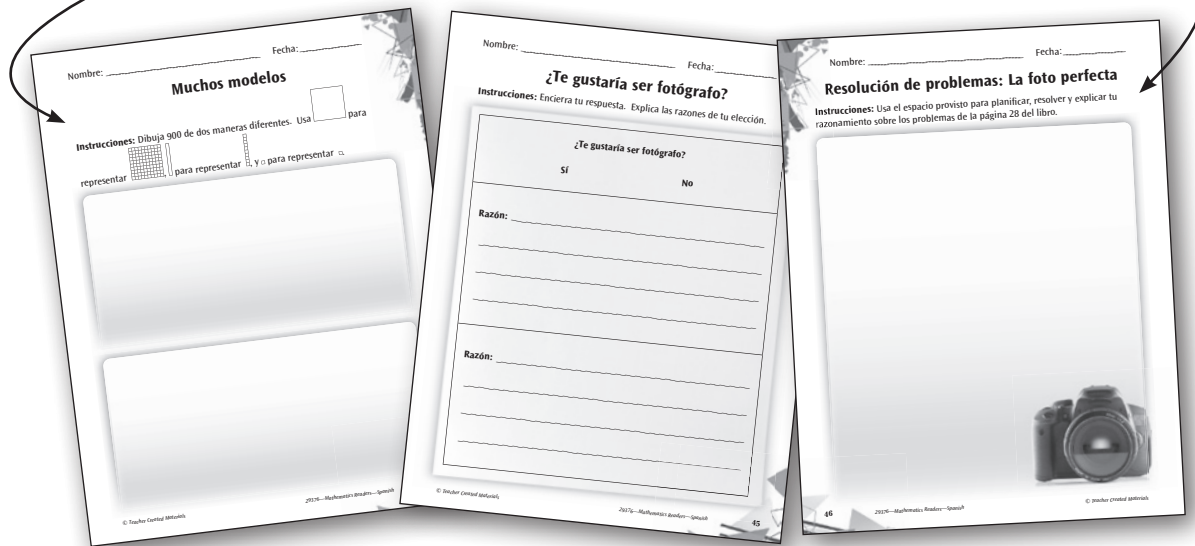 Nombre: Fecha:
Muchos modelos
Instrucciones: Dibuja 900 de dos maneras diferentes. Usa para
representar , para representar , y para representar .
© Teacher Created Materials
29376—Mathematics Readers—Spanish
Nombre: Fecha:
¿Te gustaría ser fotógrafo?
Instrucciones: Encierra tu respuesta. Explica las razones de tu elección.
¿Te gustaría ser fotógrafo?
Sí No
Razón:
Razón:
© Teacher Created Materials
29376—Mathematics Readers—Spanish
45
Nombre: Fecha:
Resolución de problemas: La foto perfecta
Instrucciones: Usa el espacio provisto para planificar, resolver y explicar tu
razonamiento sobre los problemas de la página 28 del libro.
46
29376—Mathematics Readers—Spanish
© Teacher Created Materials